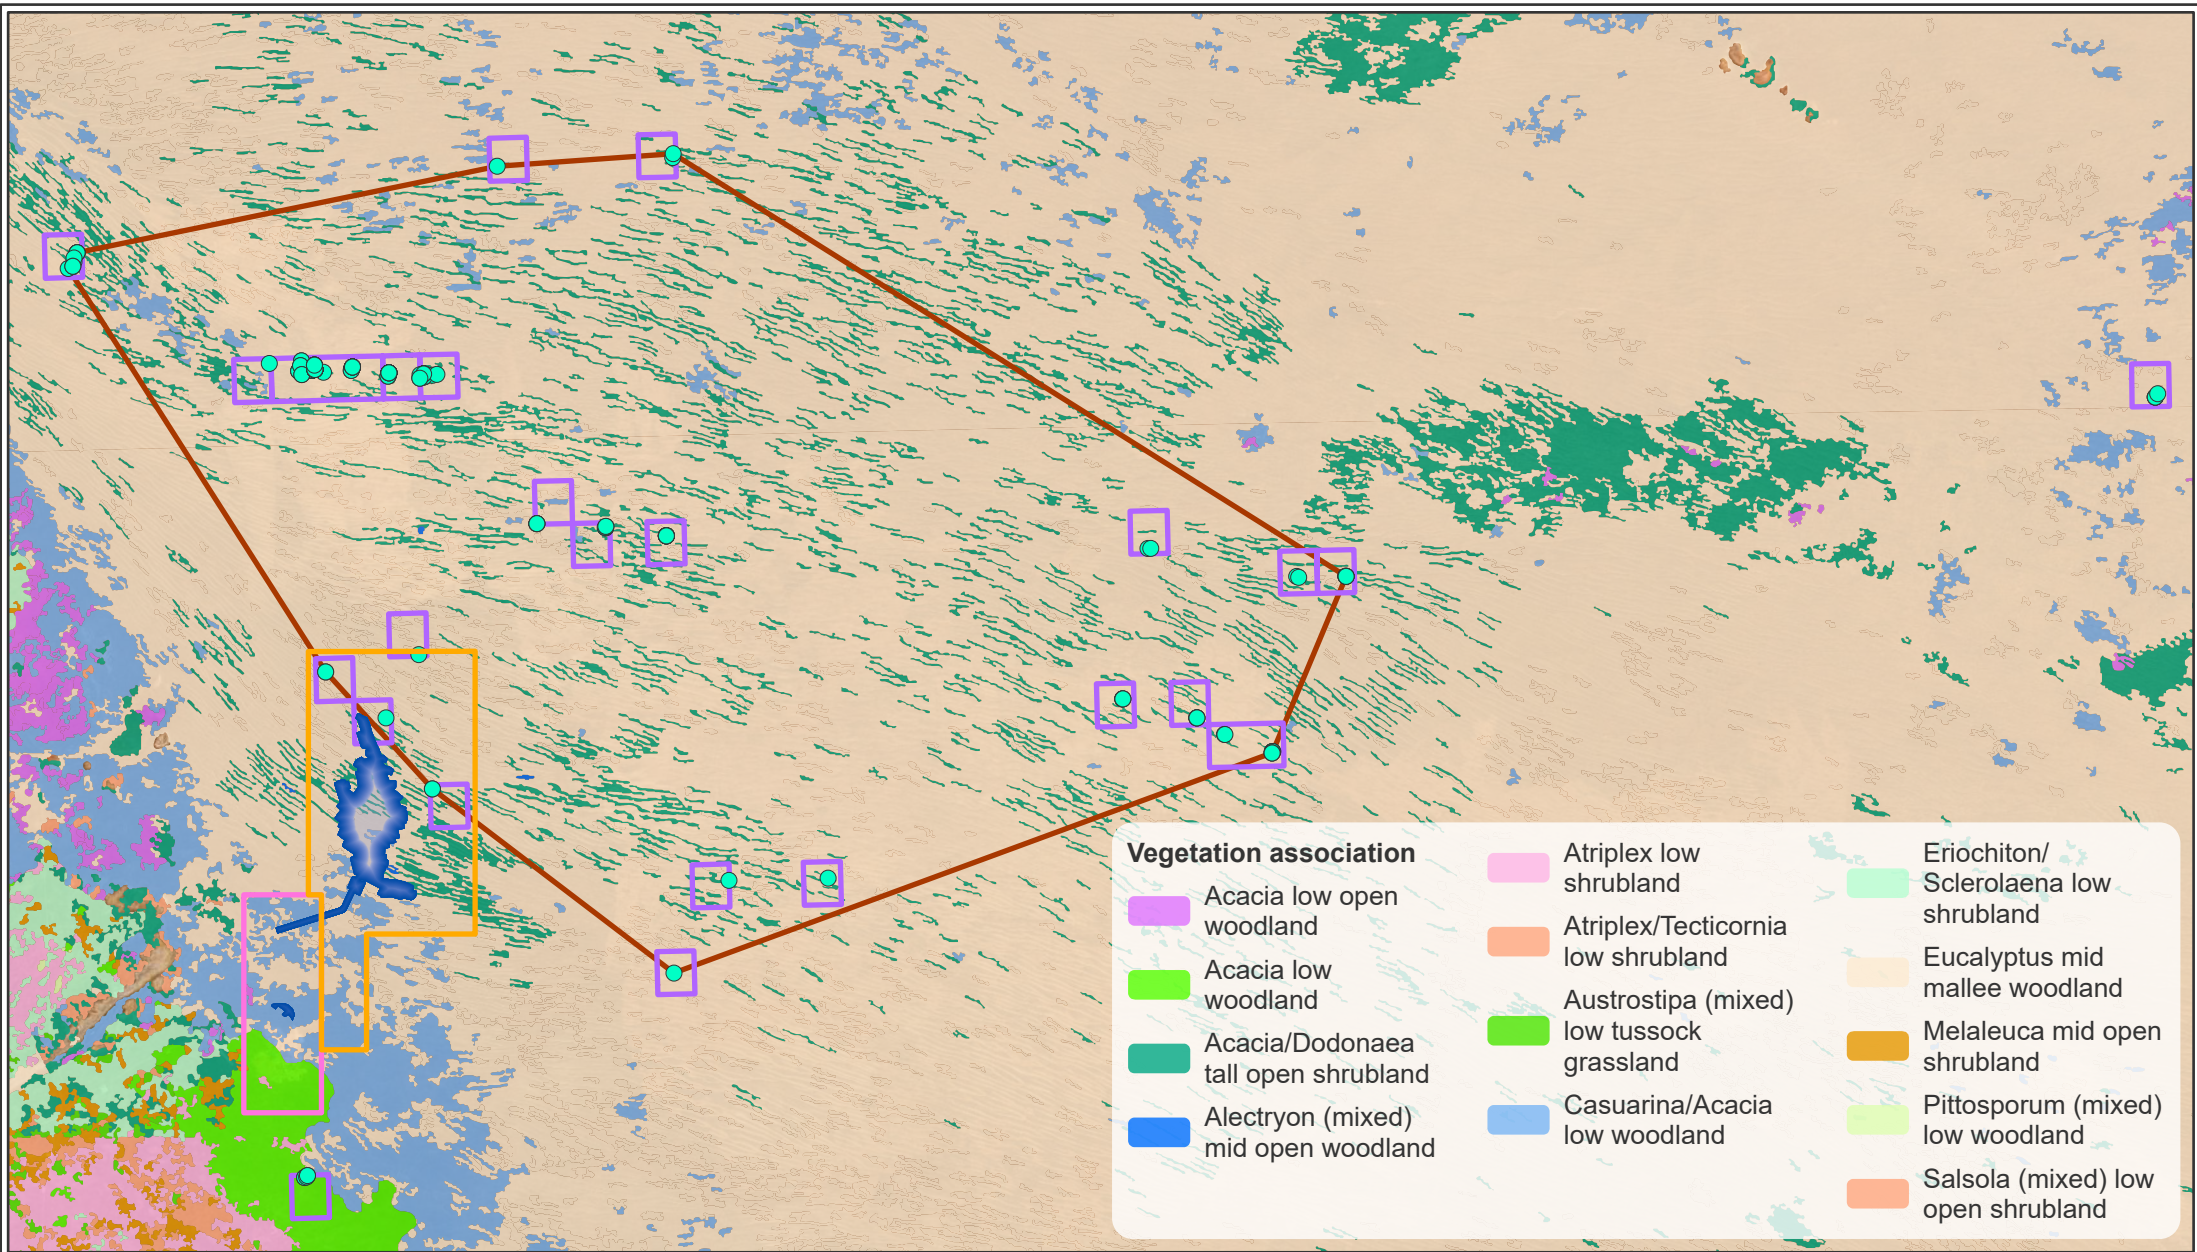 Vegetation association
Acacia low open
woodland
Acacia low
woodland
Acacia/Dodonaea
tall open shrubland
Alectryon (mixed)
mid open woodland
Atriplex low
shrubland
Atriplex/Tecticornia
low shrubland
Austrostipa (mixed)
low tussock
grassland
Casuarina/Acacia
low woodland
Eriochiton/
Sclerolaena low
shrubland
Eucalyptus mid
mallee woodland
Melaleuca mid open
shrubland
Pittosporum (mixed)
low woodland
Salsola (mixed) low
open shrubland